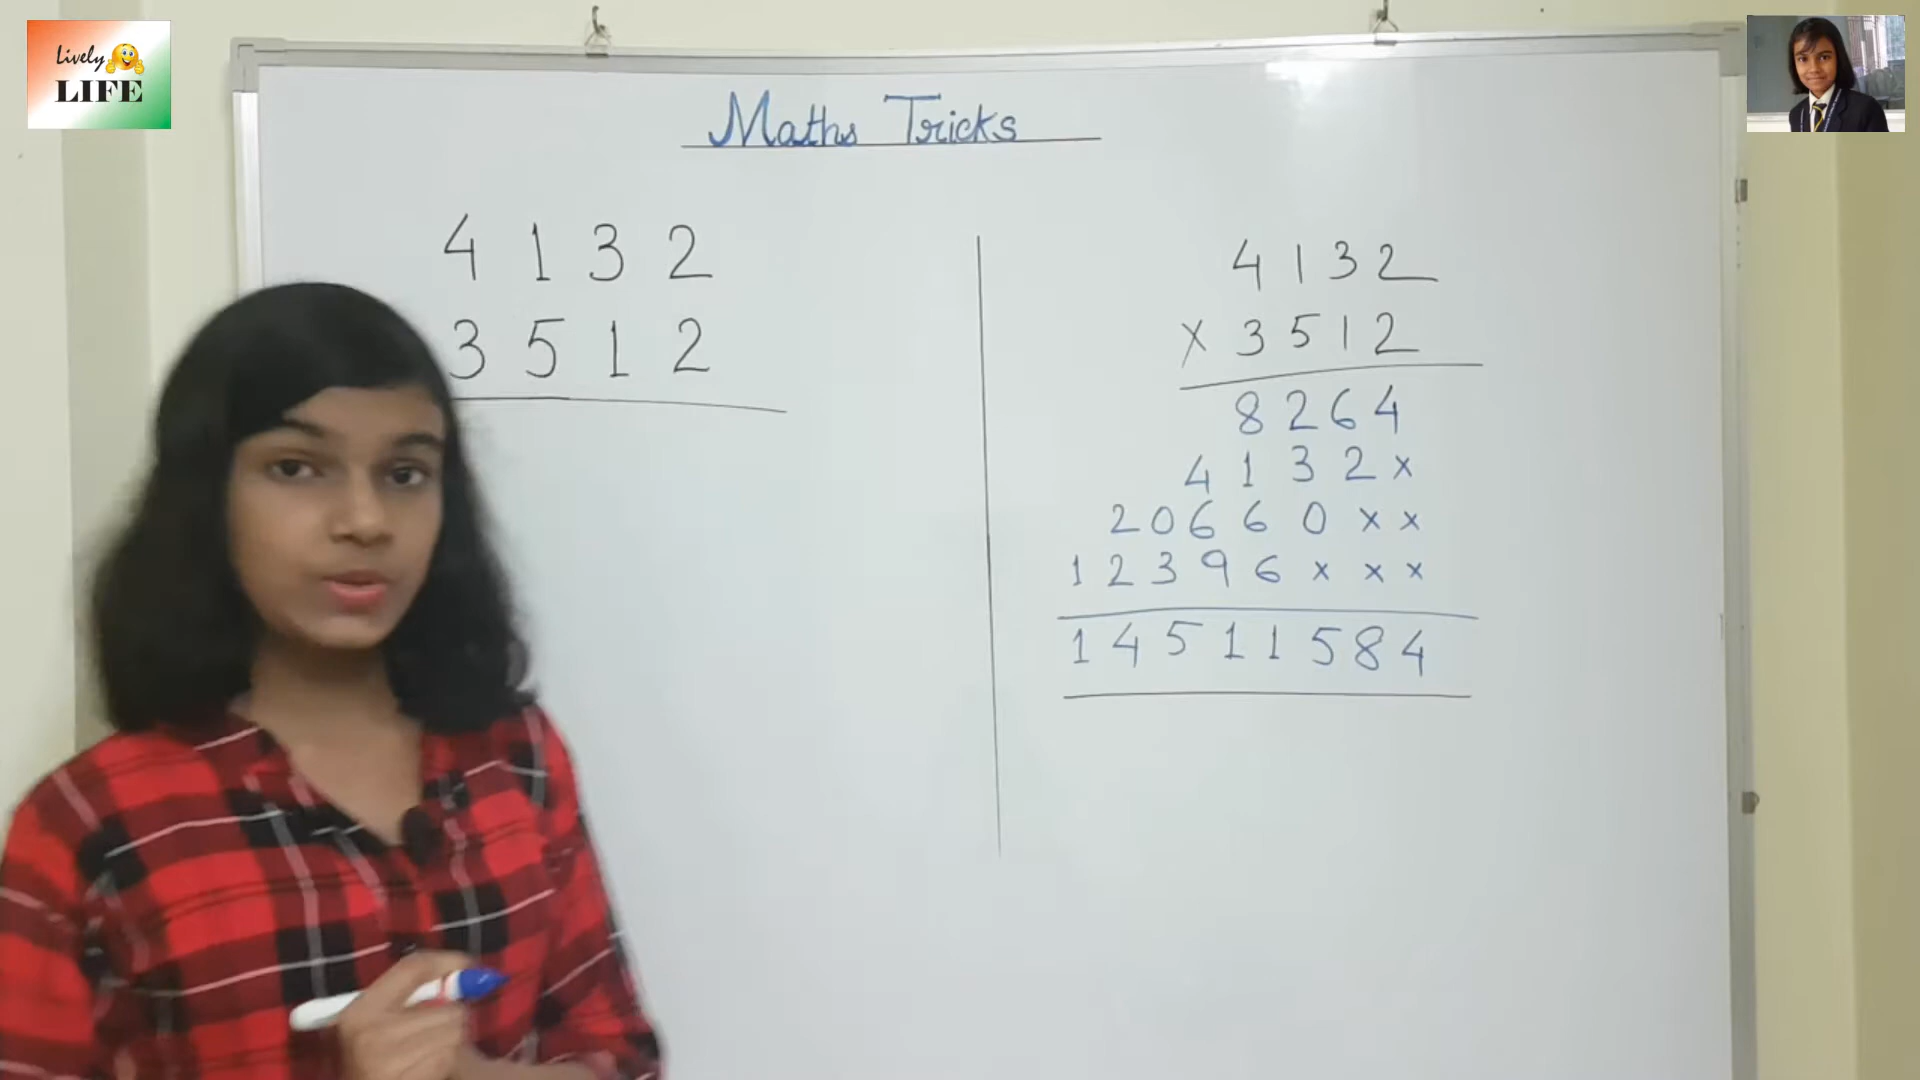 Lively
LIFE
Maths Tricks
4 1 3 2
3 5 1 2
4 1 3 2
× 3 5 1 2
8 2 6 4
4 1 3 2 ×
2 0 6 6 0 × ×
1 2 3 9 6 × × ×
1 4 5 1 1 5 8 4